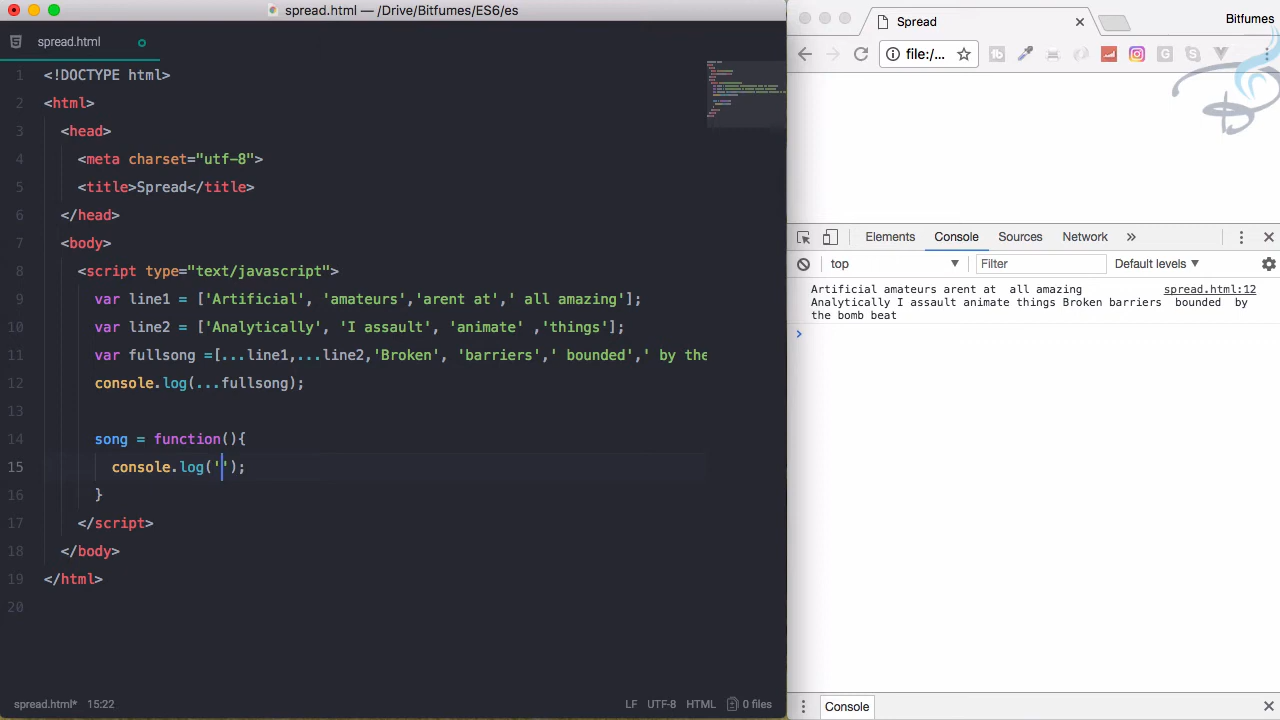 spread.html — /Drive/Bitfumes/ES6/es
spread.html
1 <!DOCTYPE html>
2 <html>
3 <head>
4 <meta charset="utf-8">
5 <title>Spread</title>
6 </head>
7 <body>
8 <script type="text/javascript">
9 var line1 = ['Artificial', 'amateurs','arent at',' all amazing'];
10 var line2 = ['Analytically', 'I assault', 'animate' ,'things'];
11 var fullsong =[...line1,...line2,'Broken', 'barriers',' bounded',' by the
12 console.log(...fullsong);
13
14 song = function(){
15 console.log('');
16 }
17 </script>
18 </body>
19 </html>
20
spread.html* 15:22 LF UTF-8 HTML 0 files
Spread
Bitfumes
file:/...
Elements Console Sources Network »
top Filter Default levels
Artificial amateurs arent at  all amazing spread.html:12
Analytically I assault animate things Broken barriers  bounded  by
the bomb beat
Console